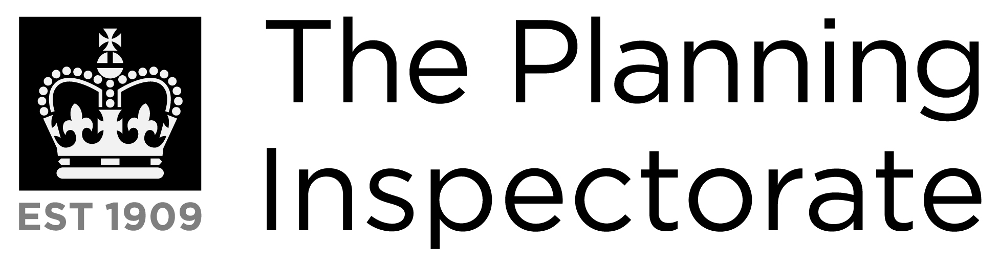 The Planning
Inspectorate
EST 1909